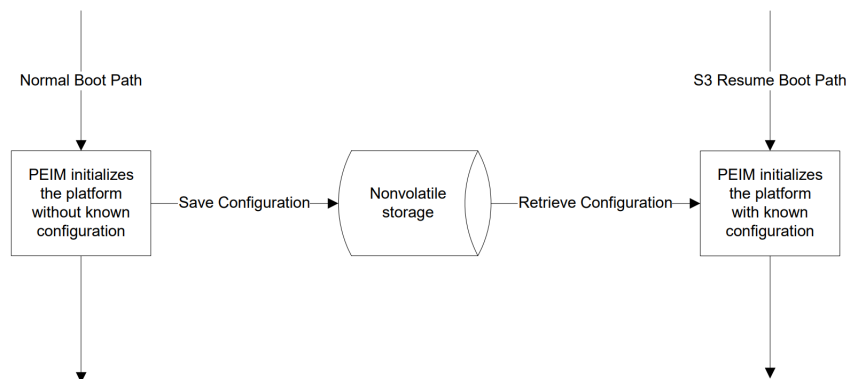 Normal Boot Path
S3 Resume Boot Path
PEIM initializes
the platform
without known
configuration
Save Configuration
Nonvolatile
storage
Retrieve Configuration
PEIM initializes
the platform
with known
configuration